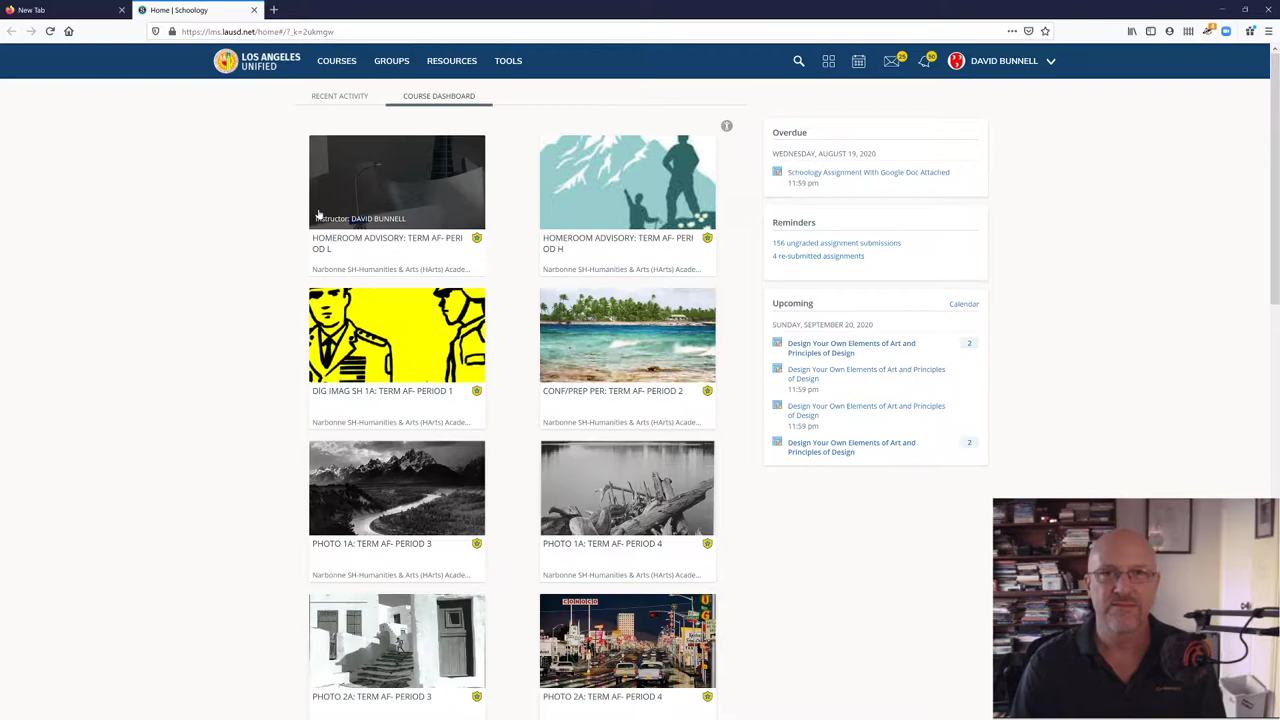 New Tab
Home | Schoology
https://lms.lausd.net/home#/?_k=2ukmgw
LOS ANGELES
UNIFIED
COURSES
GROUPS
RESOURCES
TOOLS
25
50
DAVID BUNNELL
RECENT ACTIVITY
COURSE DASHBOARD
Instructor: DAVID BUNNELL
HOMEROOM ADVISORY: TERM AF- PERI
OD L
Narbonne SH-Humanities & Arts (HArts) Acade...
HOMEROOM ADVISORY: TERM AF- PERI
OD H
Narbonne SH-Humanities & Arts (HArts) Acade...
DIG IMAG SH 1A: TERM AF- PERIOD 1
Narbonne SH-Humanities & Arts (HArts) Acade...
CONF/PREP PER: TERM AF- PERIOD 2
Narbonne SH-Humanities & Arts (HArts) Acade...
PHOTO 1A: TERM AF- PERIOD 3
Narbonne SH-Humanities & Arts (HArts) Acade...
PHOTO 1A: TERM AF- PERIOD 4
Narbonne SH-Humanities & Arts (HArts) Acade...
PHOTO 2A: TERM AF- PERIOD 3
CONOCO
PHOTO 2A: TERM AF- PERIOD 4
Overdue
WEDNESDAY, AUGUST 19, 2020
Schoology Assignment With Google Doc Attached
11:59 pm
Reminders
156 ungraded assignment submissions
4 re-submitted assignments
Upcoming
Calendar
SUNDAY, SEPTEMBER 20, 2020
Design Your Own Elements of Art and
Principles of Design
2
Design Your Own Elements of Art and Principles
of Design
11:59 pm
Design Your Own Elements of Art and Principles
of Design
11:59 pm
Design Your Own Elements of Art and
Principles of Design
2